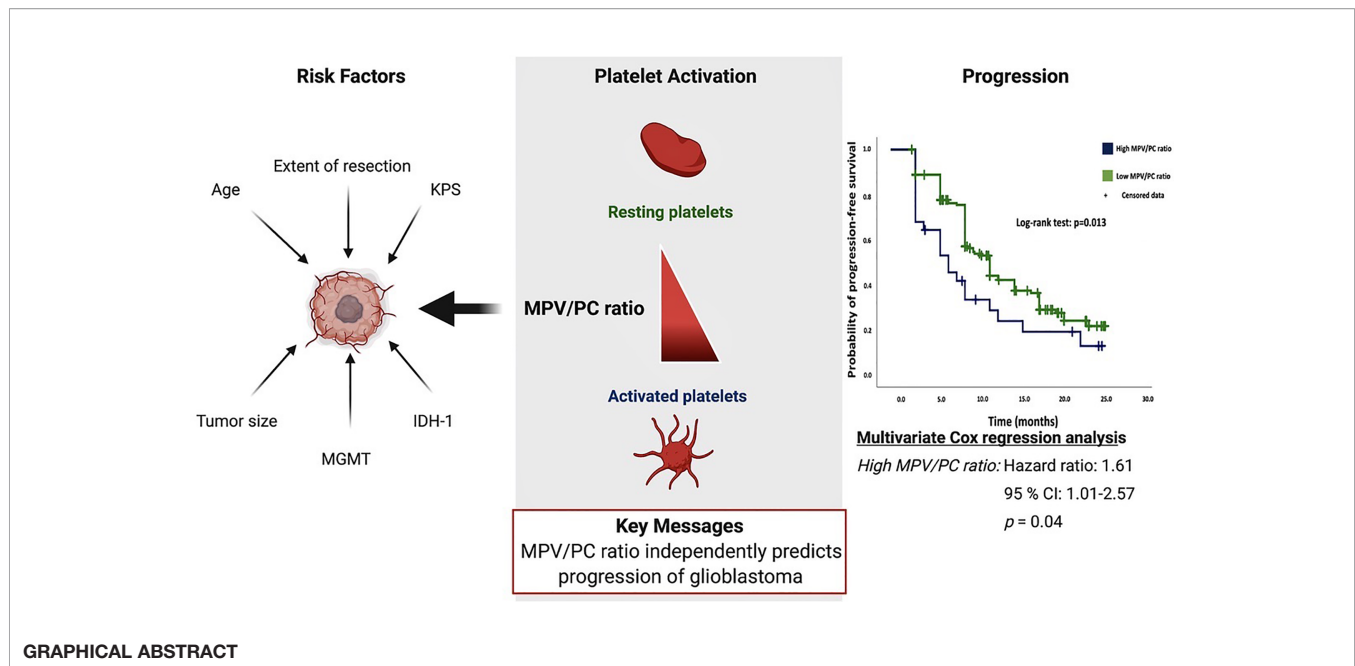 Risk Factors
Extent of resection
Age
KPS
Tumor size
IDH-1
MGMT
Platelet Activation
Resting platelets
MPV/PC ratio
Activated platelets
Key Messages
MPV/PC ratio independently predicts
progression of glioblastoma
Progression
High MPV/PC ratio
Low MPV/PC ratio
Censored data
Log-rank test: p=0.013
Probability of progression-free survival
1.0
0.8
0.6
0.4
0.2
0.0
0.0 5.0 10.0 15.0 20.0 25.0 30.0
Time (months)
Multivariate Cox regression analysis
High MPV/PC ratio: Hazard ratio: 1.61
95 % CI: 1.01-2.57
p = 0.04
GRAPHICAL ABSTRACT